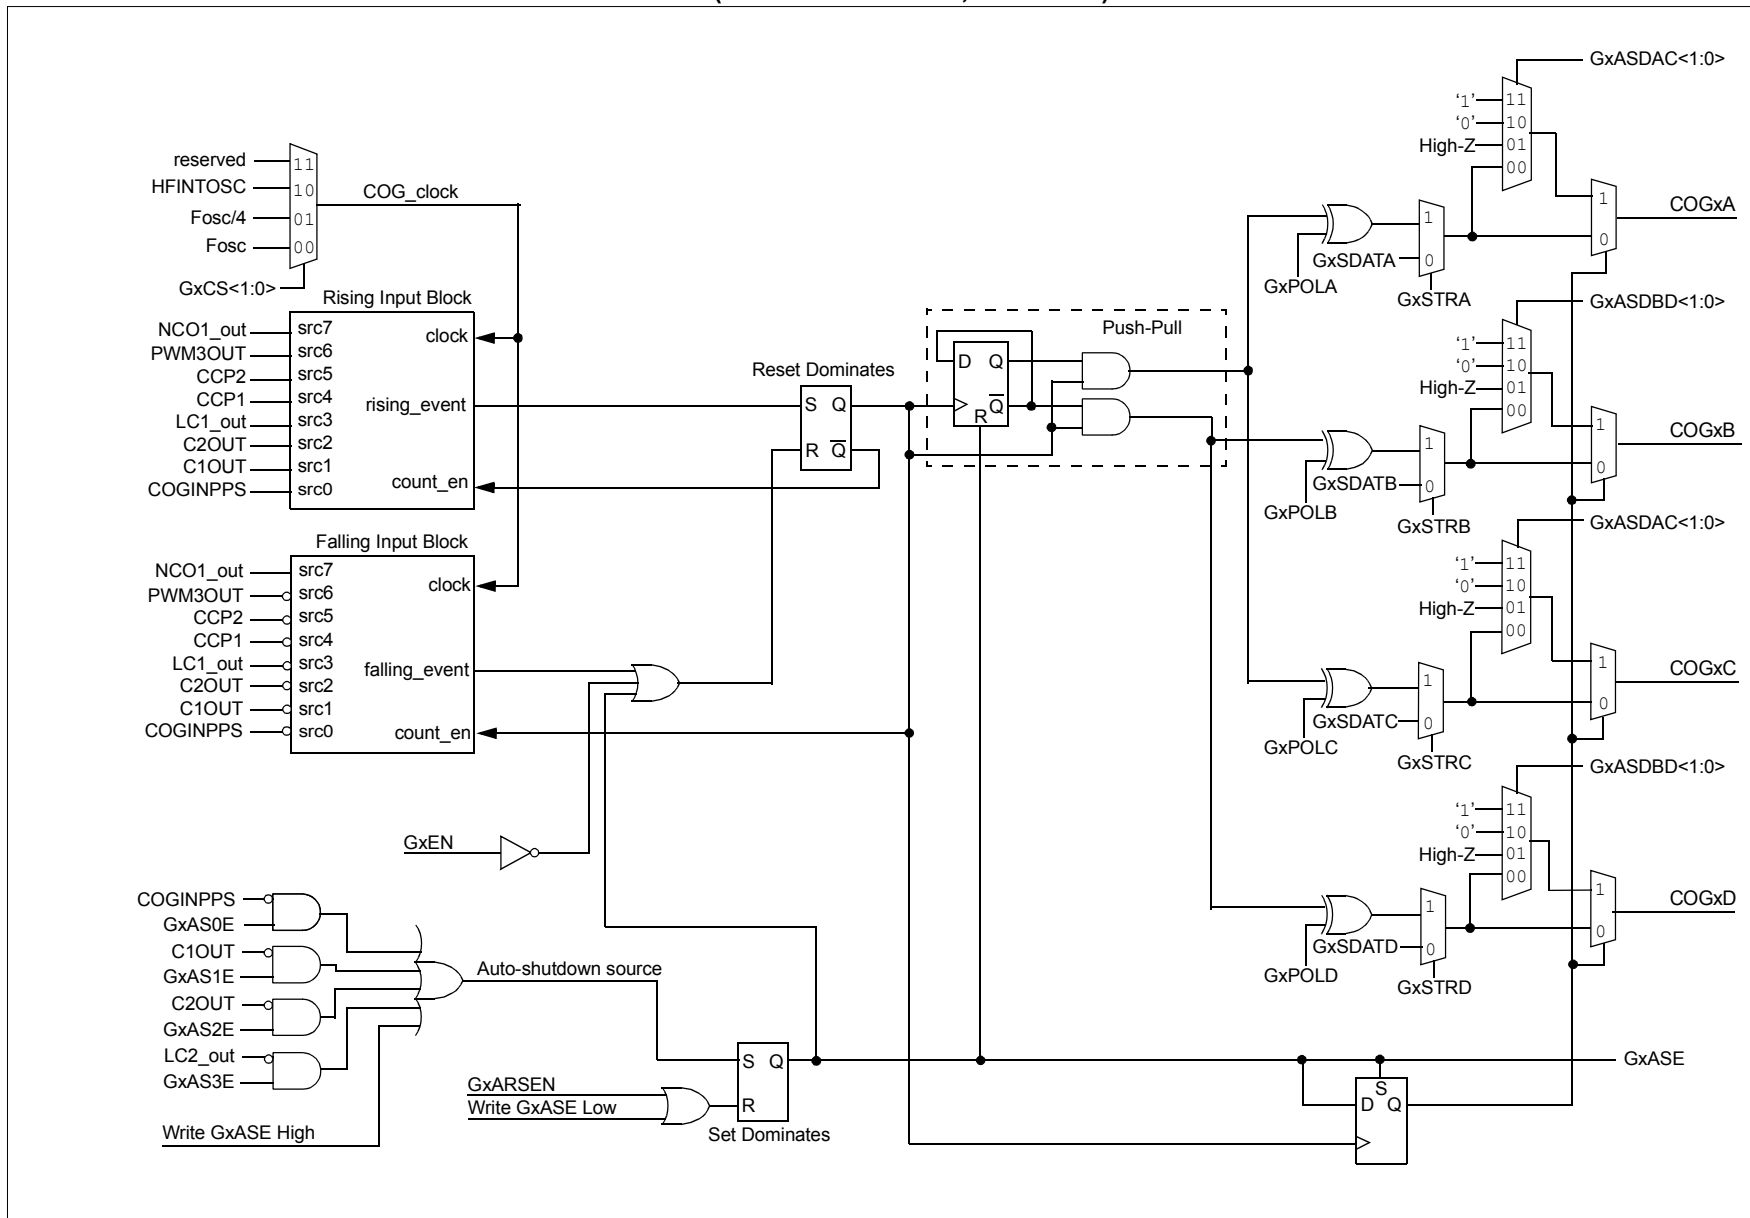 GxASDAC<1:0>
'1' 11
'0' 10
High-Z 01
00
1
0
COGxA
1
GxSDATA 0
GxPOLA
GxSTRA
reserved 11
HFINTOSC 10
Fosc/4 01
Fosc 00
GxCS<1:0>
COG_clock
Rising Input Block
NCO1_out src7
PWM3OUT src6
CCP2 src5
CCP1 src4
LC1_out src3
C2OUT src2
C1OUT src1
COGINPPS src0
clock
rising_event
count_en
Reset Dominates
S Q
R Q
Push-Pull
D Q
Q
R
GxASDBD<1:0>
'1' 11
'0' 10
High-Z 01
00
1
0
COGxB
1
GxSDATB 0
GxPOLB
GxSTRB
Falling Input Block
NCO1_out src7
PWM3OUT src6
CCP2 src5
CCP1 src4
LC1_out src3
C2OUT src2
C1OUT src1
COGINPPS src0
clock
falling_event
count_en
GxASDAC<1:0>
'1' 11
'0' 10
High-Z 01
00
1
0
COGxC
1
GxSDATC 0
GxPOLC
GxSTRC
GxEN
GxASDBD<1:0>
'1' 11
'0' 10
High-Z 01
00
1
0
COGxD
1
GxSDATD 0
GxPOLD
GxSTRD
COGINPPS
GxAS0E
C1OUT
GxAS1E
C2OUT
GxAS2E
LC2_out
GxAS3E
Write GxASE High
Auto-shutdown source
GxARSEN
Write GxASE Low
S Q
R
Set Dominates
GxASE
S
D Q